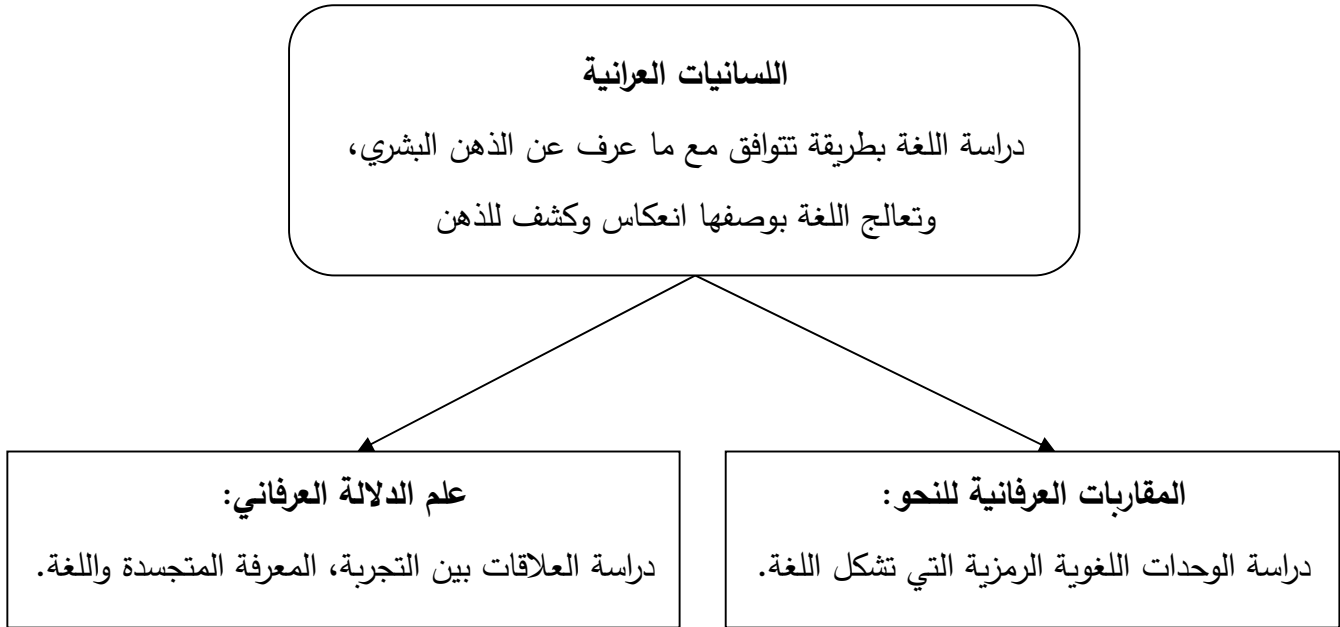 اللسانيات العرانية
دراسة اللغة بطريقة تتوافق مع ما عرف عن الذهن البشري،
وتعالج اللغة بوصفها انعكاس وكشف للذهن
المقاربات العرفانية للنحو:
دراسة الوحدات اللغوية الرمزية التي تشكل اللغة.
علم الدلالة العرفاني:
دراسة العلاقات بين التجربة، المعرفة المتجسدة واللغة.